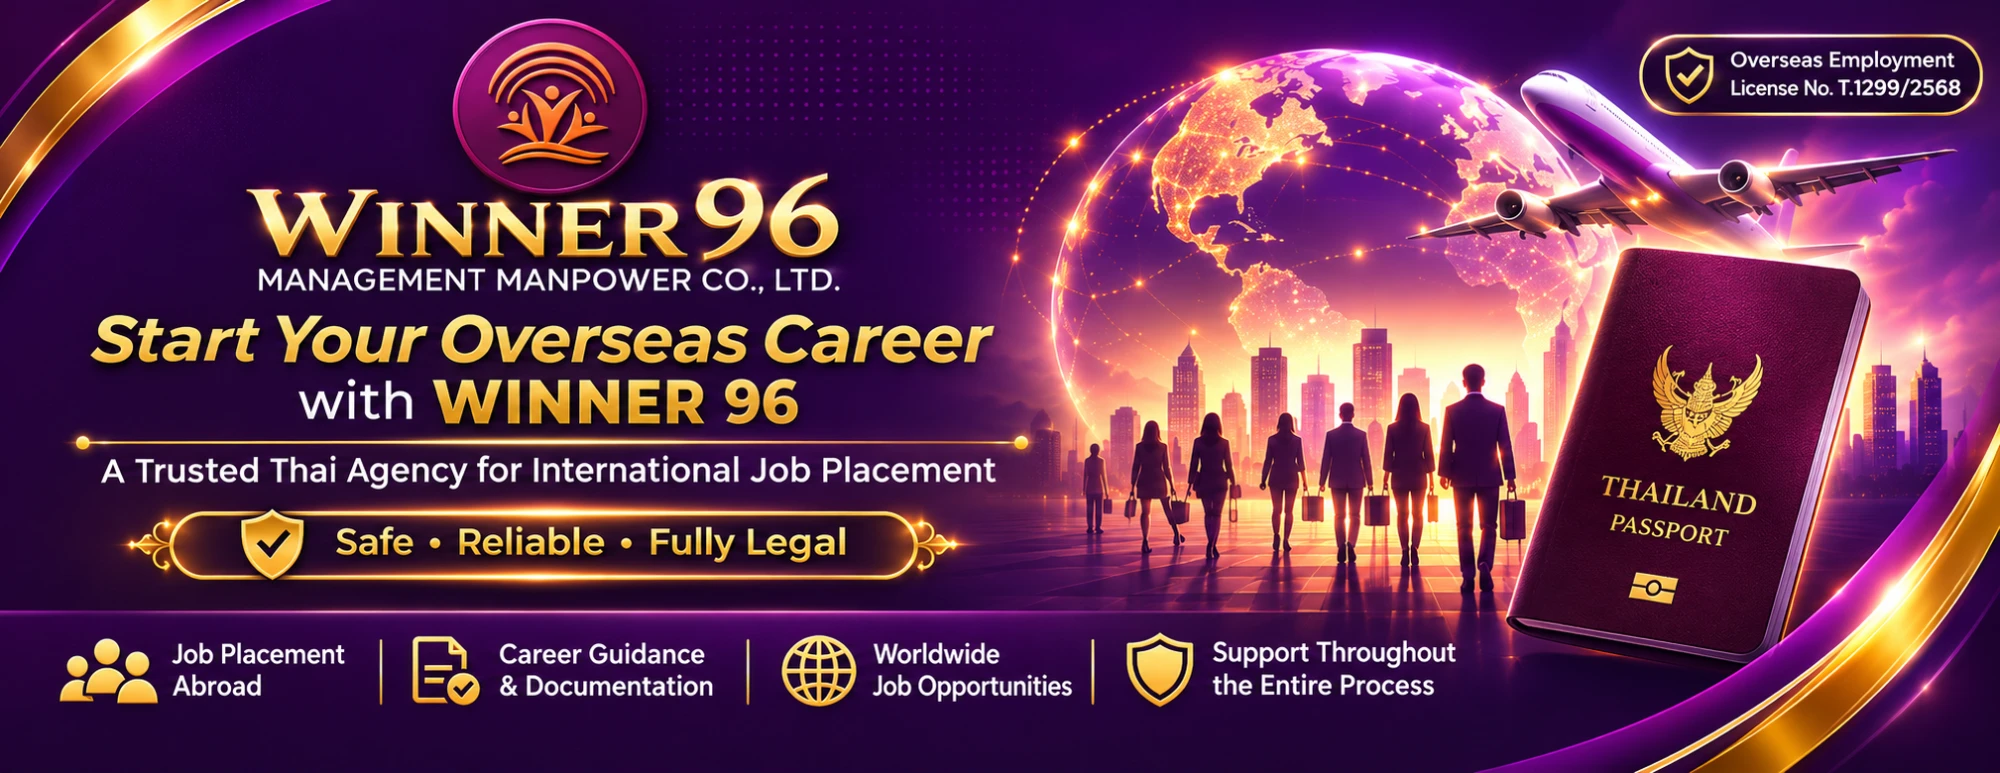 WINNER 96
MANAGEMENT MANPOWER CO., LTD.
Start Your Overseas Career
with WINNER 96
A Trusted Thai Agency for International Job Placement
Safe • Reliable • Fully Legal
Overseas Employment
License No. T.1299/2568
THAILAND
PASSPORT
Job Placement
Abroad
Career Guidance
& Documentation
Worldwide
Job Opportunities
Support Throughout
the Entire Process